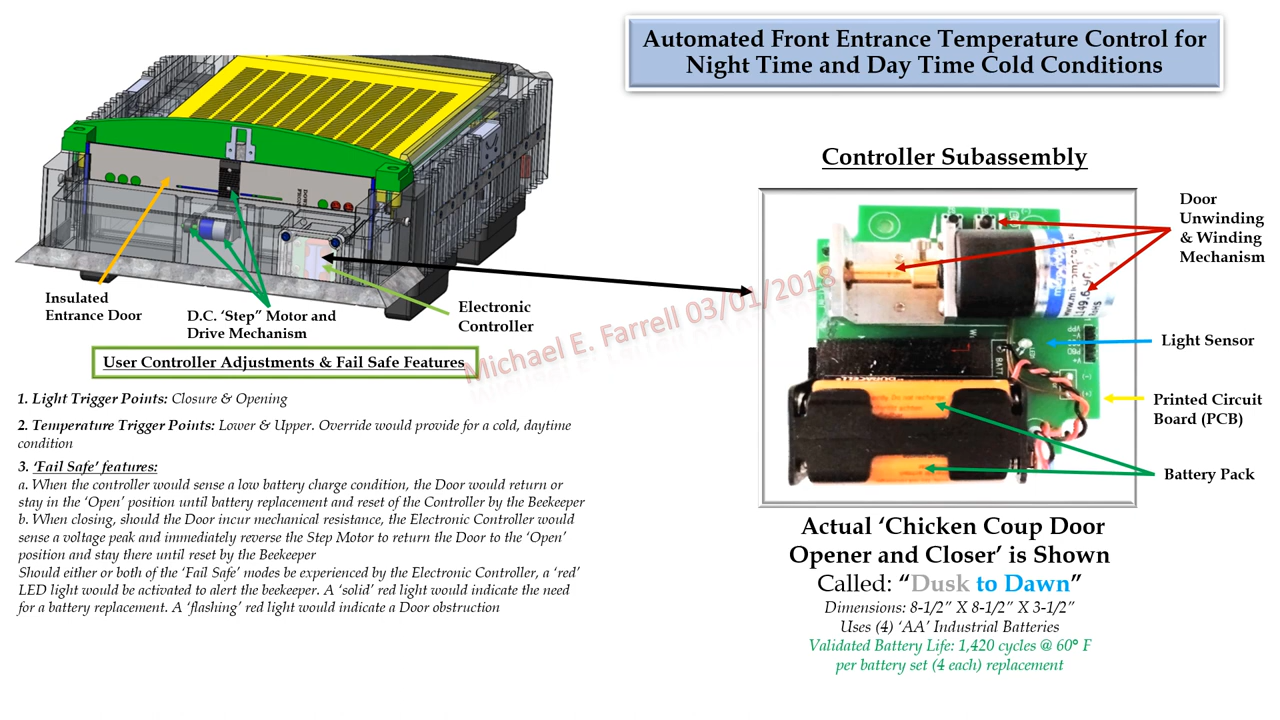 Automated Front Entrance Temperature Control for
Night Time and Day Time Cold Conditions
Controller Subassembly
Door
Unwinding
& Winding
Mechanism
Light Sensor
Printed Circuit
Board (PCB)
Battery Pack
Insulated
Entrance Door
D.C. ‘Step” Motor and
Drive Mechanism
Electronic
Controller
Michael E. Farrell 03/01/2018
User Controller Adjustments & Fail Safe Features
1. Light Trigger Points: Closure & Opening
2. Temperature Trigger Points: Lower & Upper. Override would provide for a cold, daytime
condition
3. ‘Fail Safe’ features:
a. When the controller would sense a low battery charge condition, the Door would return or
stay in the ‘Open’ position until battery replacement and reset of the Controller by the Beekeeper
b. When closing, should the Door incur mechanical resistance, the Electronic Controller would
sense a voltage peak and immediately reverse the Step Motor to return the Door to the ‘Open’
position and stay there until reset by the Beekeeper
Should either or both of the ‘Fail Safe’ modes be experienced by the Electronic Controller, a ‘red’
LED light would be activated to alert the beekeeper. A ‘solid’ red light would indicate the need
for a battery replacement. A ‘flashing’ red light would indicate a Door obstruction
Actual ‘Chicken Coup Door
Opener and Closer’ is Shown
Called: “Dusk to Dawn”
Dimensions: 8-1/2” X 8-1/2” X 3-1/2”
Uses (4) ‘AA’ Industrial Batteries
Validated Battery Life: 1,420 cycles @ 60° F
per battery set (4 each) replacement